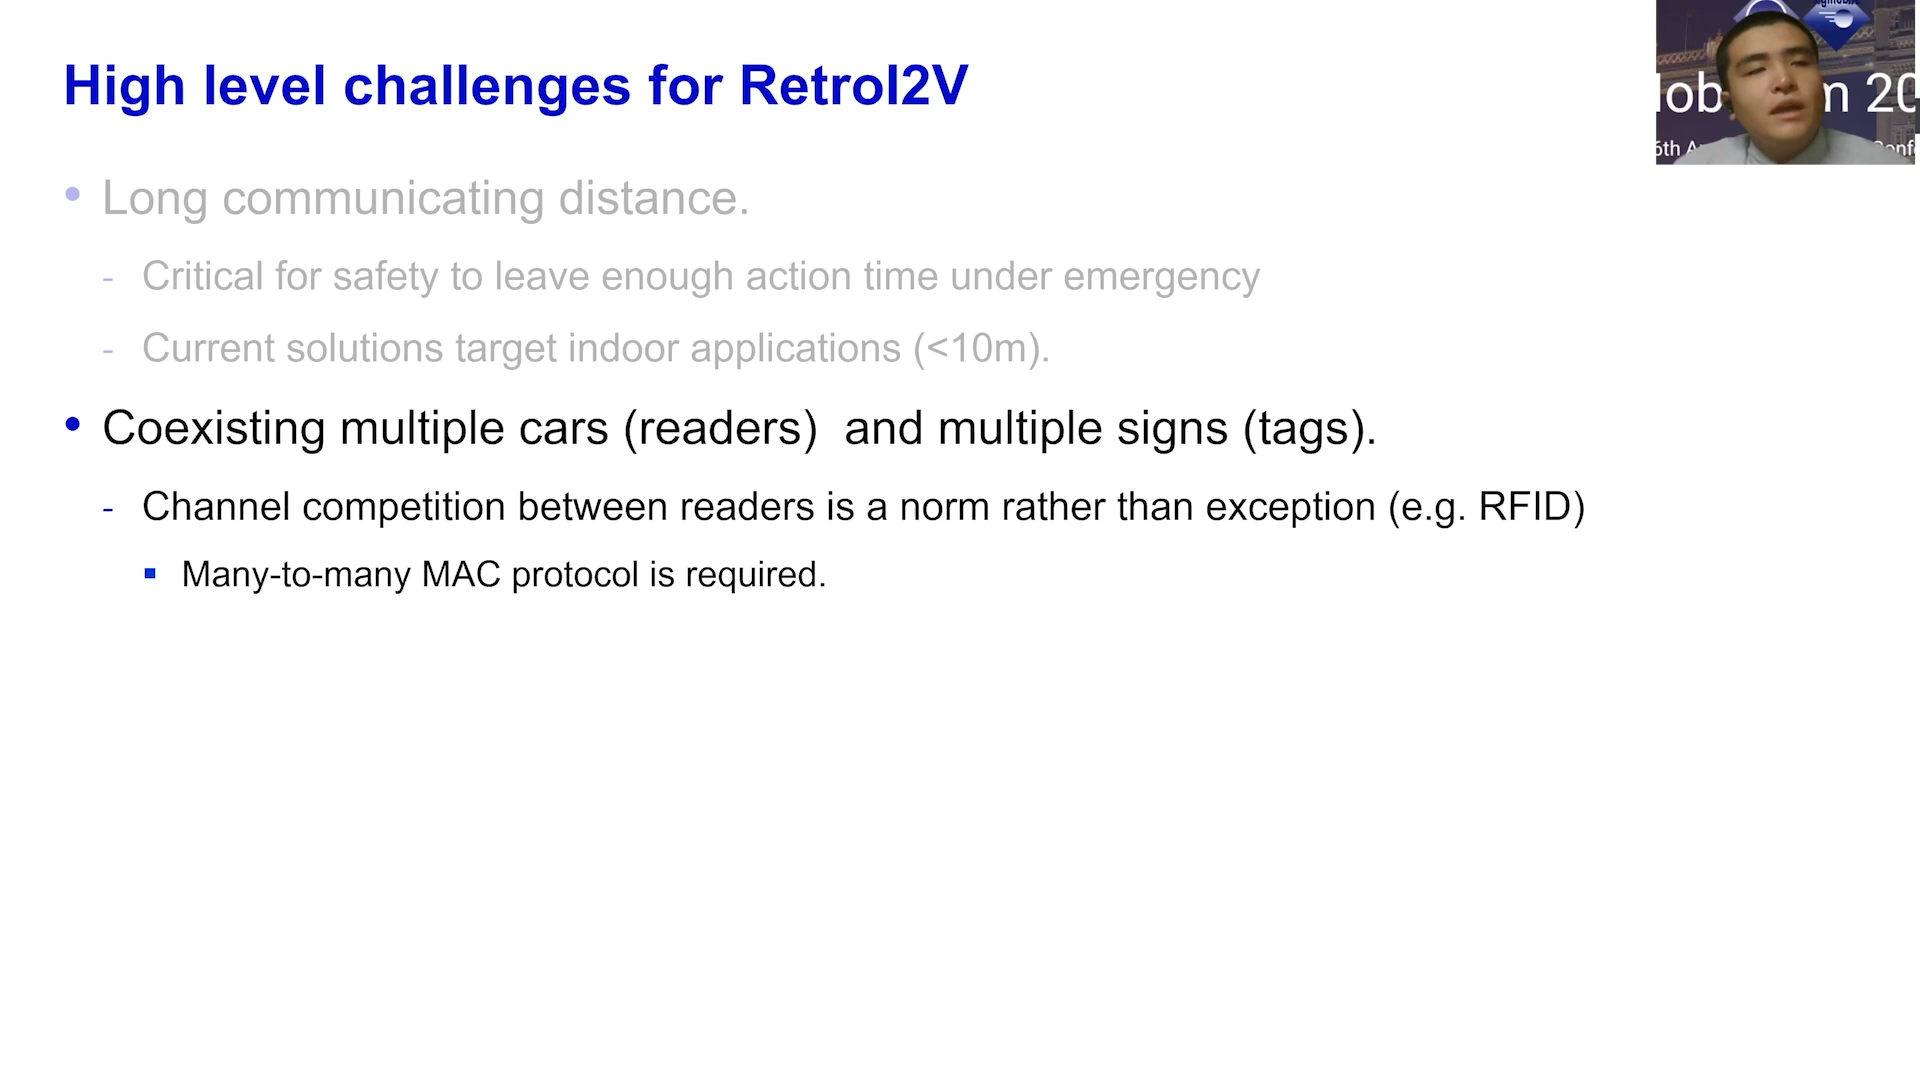 High level challenges for RetroI2V
• Long communicating distance.
- Critical for safety to leave enough action time under emergency
- Current solutions target indoor applications (<10m).
• Coexisting multiple cars (readers) and multiple signs (tags).
- Channel competition between readers is a norm rather than exception (e.g. RFID)
▪ Many-to-many MAC protocol is required.